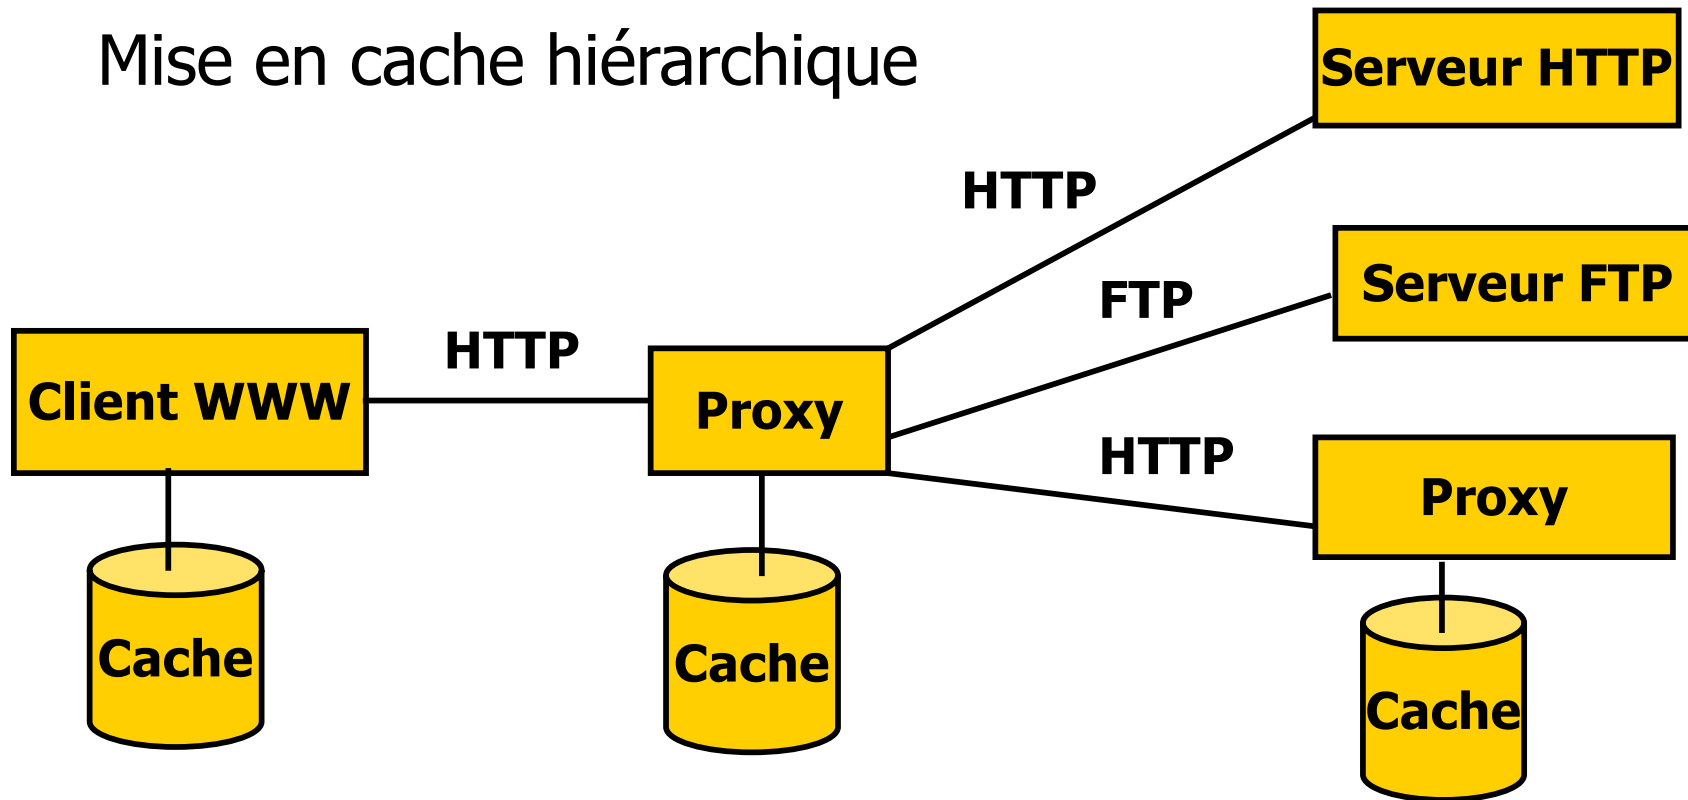 Mise en cache hiérarchique
Serveur HTTP
HTTP
Serveur FTP
FTP
HTTP
Client WWW
Proxy
HTTP
Proxy
Cache
Cache
Cache